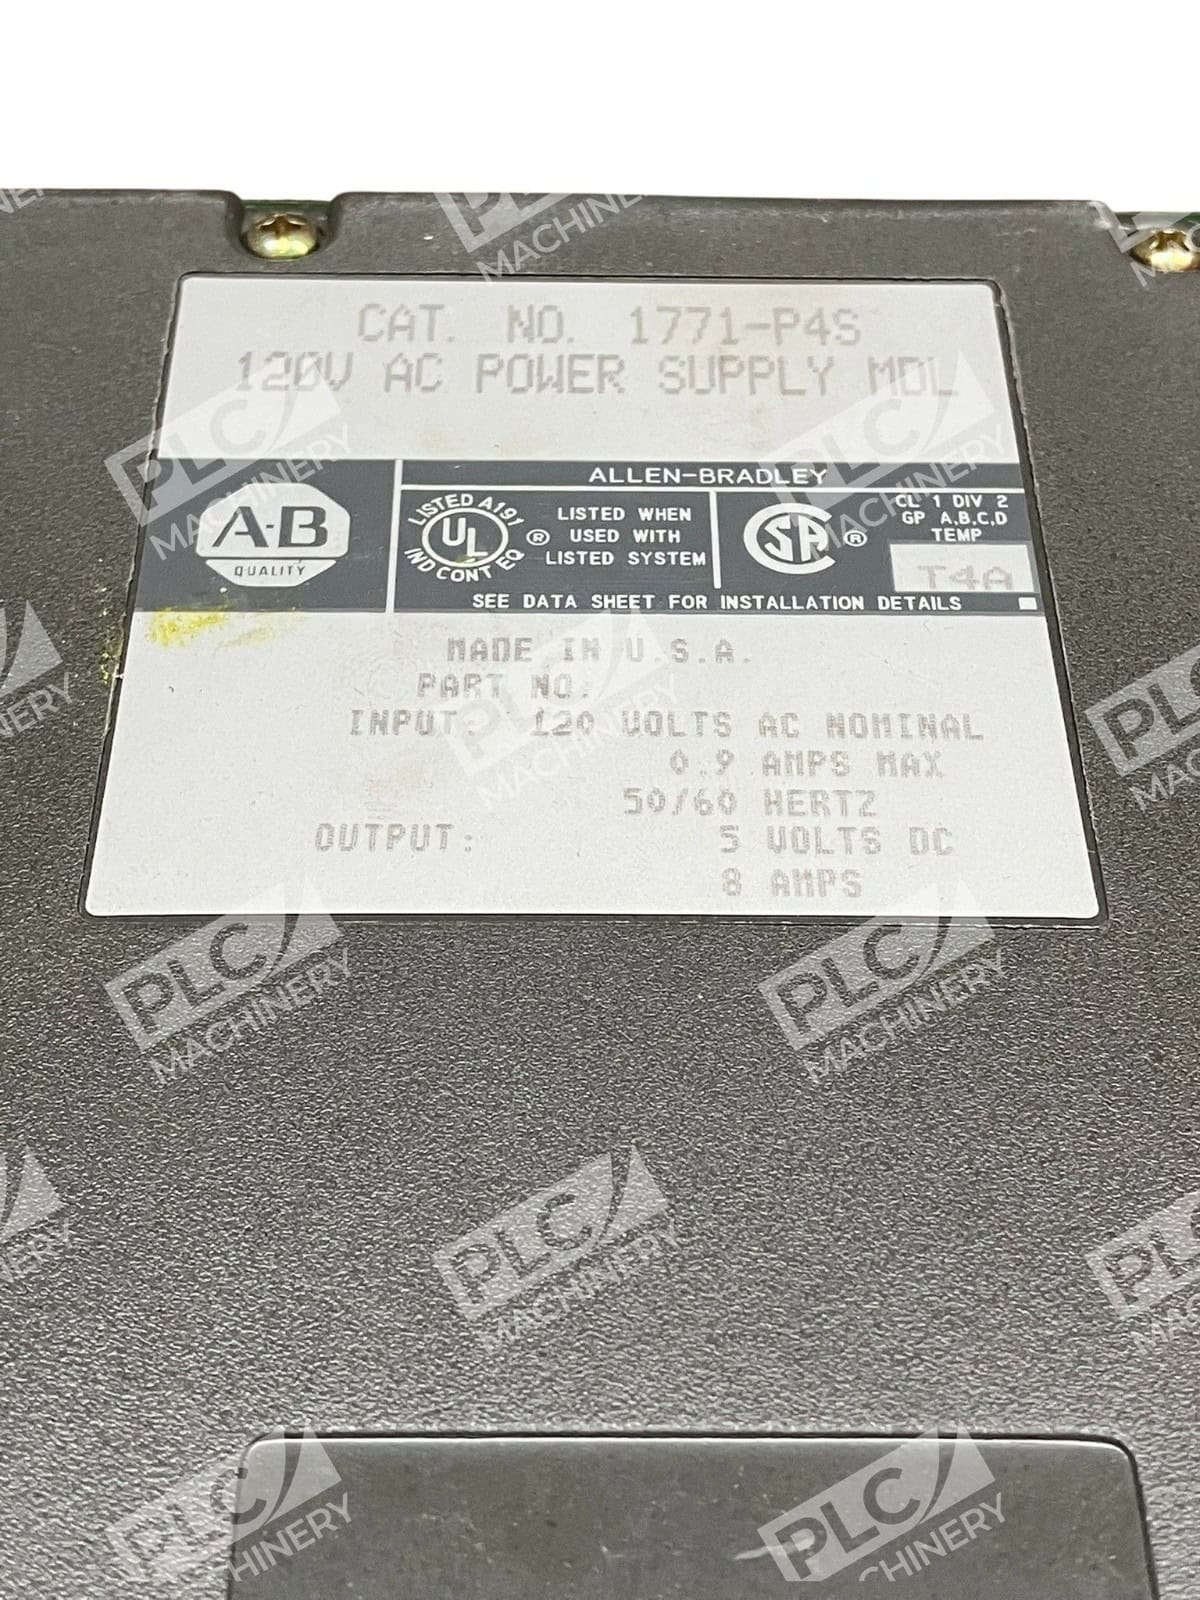 CAT. NO. 1771-P4S
120V AC POWER SUPPLY MDL
ALLEN-BRADLEY
A-B
QUALITY
LISTED A191
UL
IND CONT EQ
®
LISTED WHEN
USED WITH
LISTED SYSTEM
SA
®
CL 1 DIV 2
GP A,B,C,D
TEMP
T4A
SEE DATA SHEET FOR INSTALLATION DETAILS
MADE IN U.S.A.
PART NO:
INPUT: 120 VOLTS AC NOMINAL
0.9 AMPS MAX
50/60 HERTZ
OUTPUT: 5 VOLTS DC
8 AMPS
PLC
MACHINERY